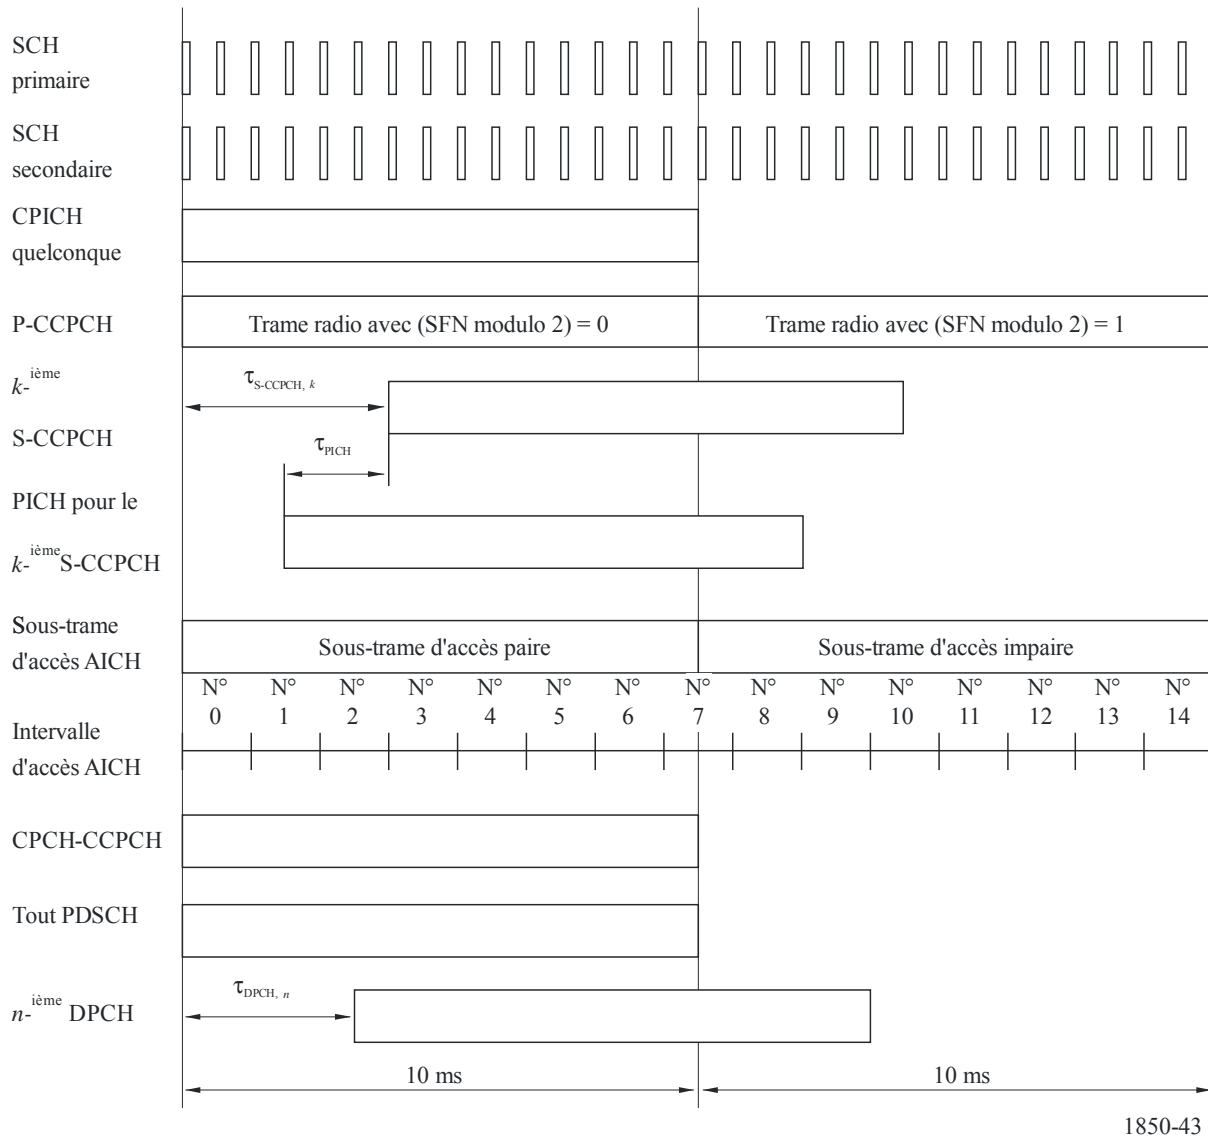 SCH
primaire
SCH
secondaire
CPICH
quelconque
P-CCPCH
Trame radio avec (SFN modulo 2) = 0
Trame radio avec (SFN modulo 2) = 1
k-ième
S-CCPCH
τS-CCPCH, k
τPICH
PICH pour le
k-ième S-CCPCH
Sous-trame
d'accès AICH
Sous-trame d'accès paire
Sous-trame d'accès impaire
N° N° N° N° N° N° N° N° N° N° N° N° N° N° N°
0 1 2 3 4 5 6 7 8 9 10 11 12 13 14
Intervalle
d'accès AICH
CPCH-CCPCH
Tout PDSCH
τDPCH, n
n-ième DPCH
10 ms
10 ms
1850-43